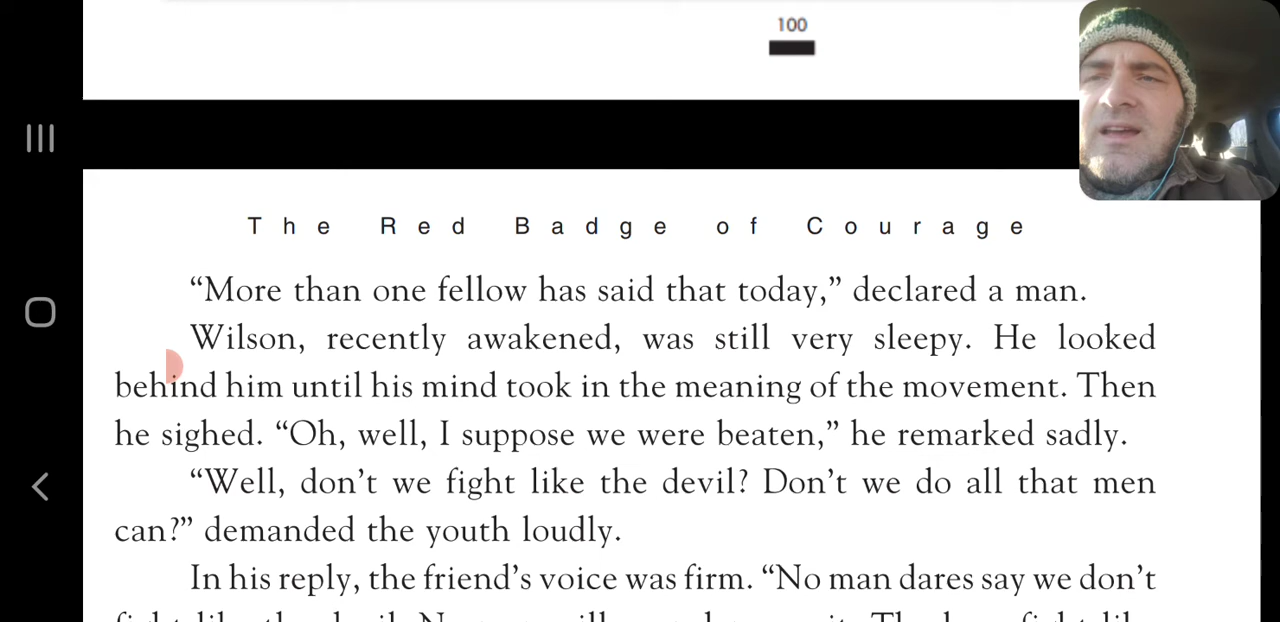 100
The Red Badge of Courage
“More than one fellow has said that today,” declared a man.
Wilson, recently awakened, was still very sleepy. He looked
behind him until his mind took in the meaning of the movement. Then
he sighed. “Oh, well, I suppose we were beaten,” he remarked sadly.
“Well, don’t we fight like the devil? Don’t we do all that men
can?” demanded the youth loudly.
In his reply, the friend’s voice was firm. “No man dares say we don’t